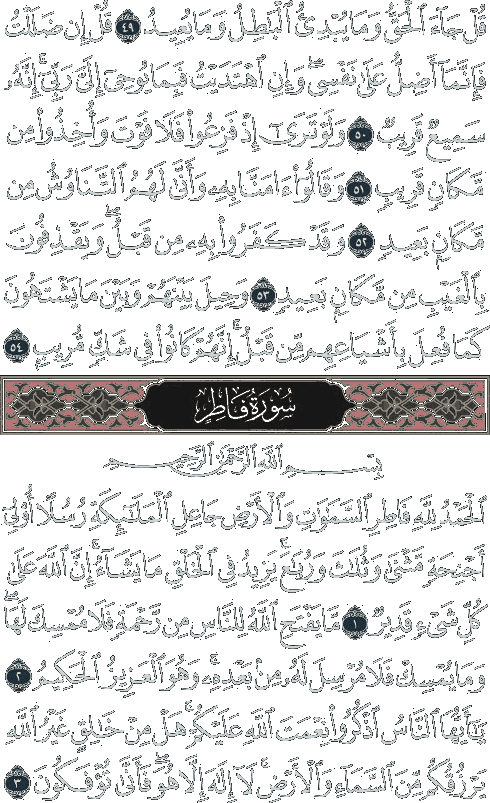 قُلْ جَآءَ ٱلْحَقُّ وَمَا يُبْدِئُ ٱلْبَٰطِلُ وَمَا يُعِيدُ ٤٩ قُلْ إِن ضَلَلْتُ
فَإِنَّمَآ أَضِلُّ عَلَىٰ نَفْسِى ۖ وَإِنِ ٱهْتَدَيْتُ فَبِمَا يُوحِىٓ إِلَىَّ رَبِّىٓ ۚ إِنَّهُۥ
سَمِيعٌ قَرِيبٌ ٥٠ وَلَوْ تَرَىٰٓ إِذْ فَزِعُوا۟ فَلَا فَوْتَ وَأُخِذُوا۟ مِن
مَّكَانٍ قَرِيبٍ ٥١ وَقَالُوٓا۟ ءَامَنَّا بِهِۦ وَأَنَّىٰ لَهُمُ ٱلتَّنَاوُشُ مِن
مَّكَانٍۭ بَعِيدٍ ٥٢ وَقَدْ كَفَرُوا۟ بِهِۦ مِن قَبْلُ ۖ وَيَقْذِفُونَ
بِٱلْغَيْبِ مِن مَّكَانٍۭ بَعِيدٍ ٥٣ وَحِيلَ بَيْنَهُمْ وَبَيْنَ مَا يَشْتَهُونَ
كَمَا فُعِلَ بِأَشْيَاعِهِم مِّن قَبْلُ ۚ إِنَّهُمْ كَانُوا۟ فِى شَكٍّ مُّرِيبٍۭ ٥٤
سُورَةُ فَاطِرٍ
بِسْمِ ٱللَّهِ ٱلرَّحْمَٰنِ ٱلرَّحِيمِ
ٱلْحَمْدُ لِلَّهِ فَاطِرِ ٱلسَّمَٰوَٰتِ وَٱلْأَرْضِ جَاعِلِ ٱلْمَلَٰٓئِكَةِ رُسُلًا أُو۟لِىٓ
أَجْنِحَةٍ مَّثْنَىٰ وَثُلَٰثَ وَرُبَٰعَ ۚ يَزِيدُ فِى ٱلْخَلْقِ مَا يَشَآءُ ۚ إِنَّ ٱللَّهَ عَلَىٰ
كُلِّ شَىْءٍ قَدِيرٌ ١ مَّا يَفْتَحِ ٱللَّهُ لِلنَّاسِ مِن رَّحْمَةٍ فَلَا مُمْسِكَ لَهَا ۖ
وَمَا يُمْسِكْ فَلَا مُرْسِلَ لَهُۥ مِنۢ بَعْدِهِۦ ۚ وَهُوَ ٱلْعَزِيزُ ٱلْحَكِيمُ ٢
يَٰٓأَيُّهَا ٱلنَّاسُ ٱذْكُرُوا۟ نِعْمَتَ ٱللَّهِ عَلَيْكُمْ ۚ هَلْ مِنْ خَٰلِقٍ غَيْرُ ٱللَّهِ
يَرْزُقُكُم مِّنَ ٱلسَّمَآءِ وَٱلْأَرْضِ ۚ لَآ إِلَٰهَ إِلَّا هُوَ ۖ فَأَنَّىٰ تُؤْفَكُونَ ٣